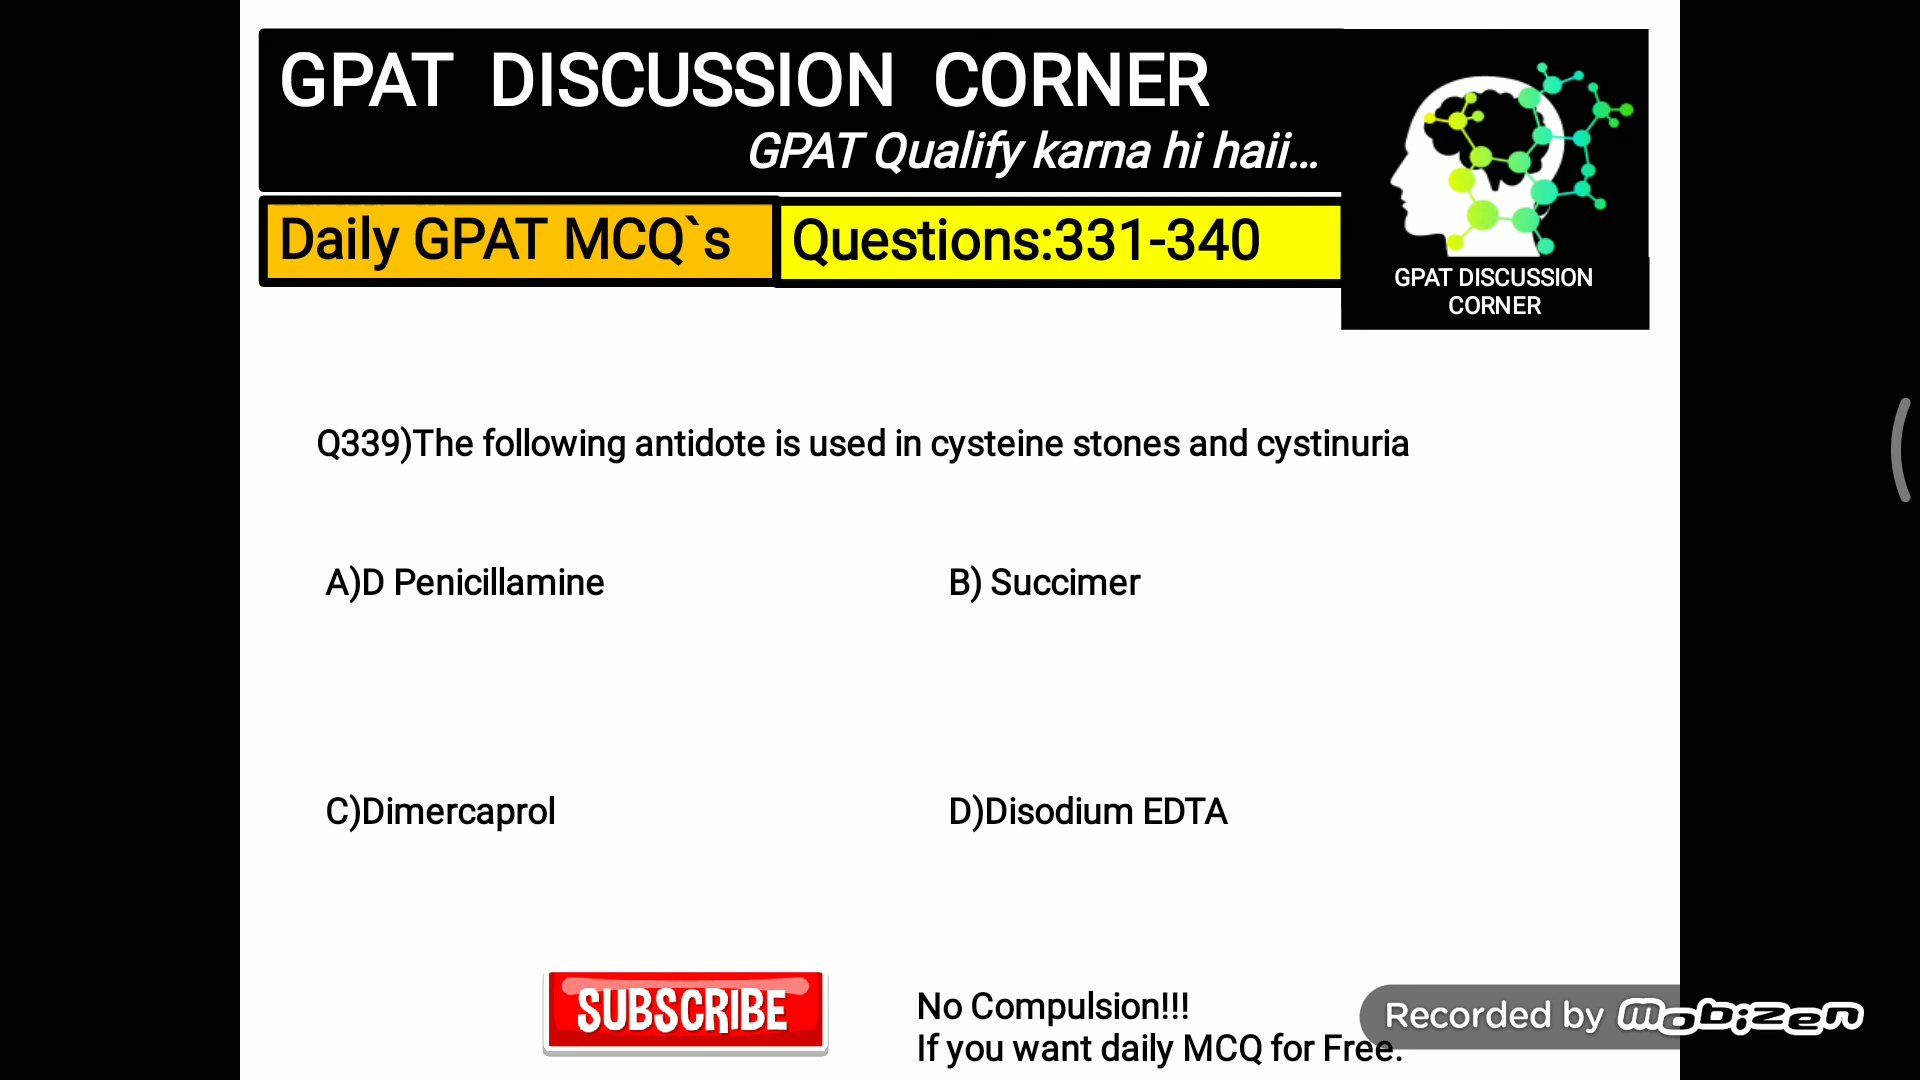 GPAT DISCUSSION CORNER
GPAT Qualify karna hi haii...
Daily GPAT MCQ`s
Questions:331-340
GPAT DISCUSSION
CORNER
Q339)The following antidote is used in cysteine stones and cystinuria
A)D Penicillamine
B) Succimer
C)Dimercaprol
D)Disodium EDTA
SUBSCRIBE
No Compulsion!!!
If you want daily MCQ for Free.
Recorded by mobizen